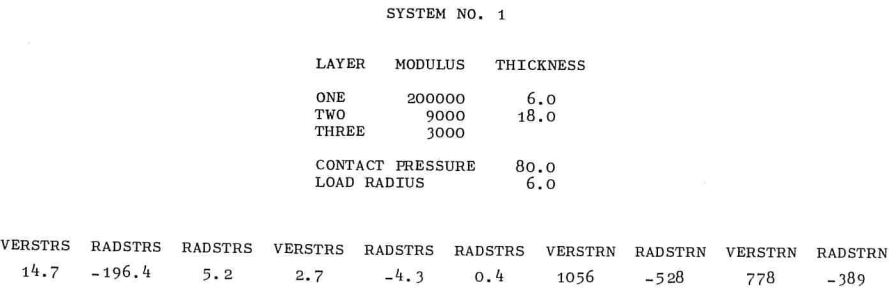 SYSTEM NO. 1
LAYER MODULUS THICKNESS
ONE 200000 6.0
TWO 9000 18.0
THREE 3000
CONTACT PRESSURE 80.0
LOAD RADIUS 6.0
VERSTRS RADSTRS RADSTRS VERSTRS RADSTRS RADSTRS VERSTRN RADSTRN VERSTRN RADSTRN
14.7 -196.4 5.2 2.7 -4.3 0.4 1056 -528 778 -389